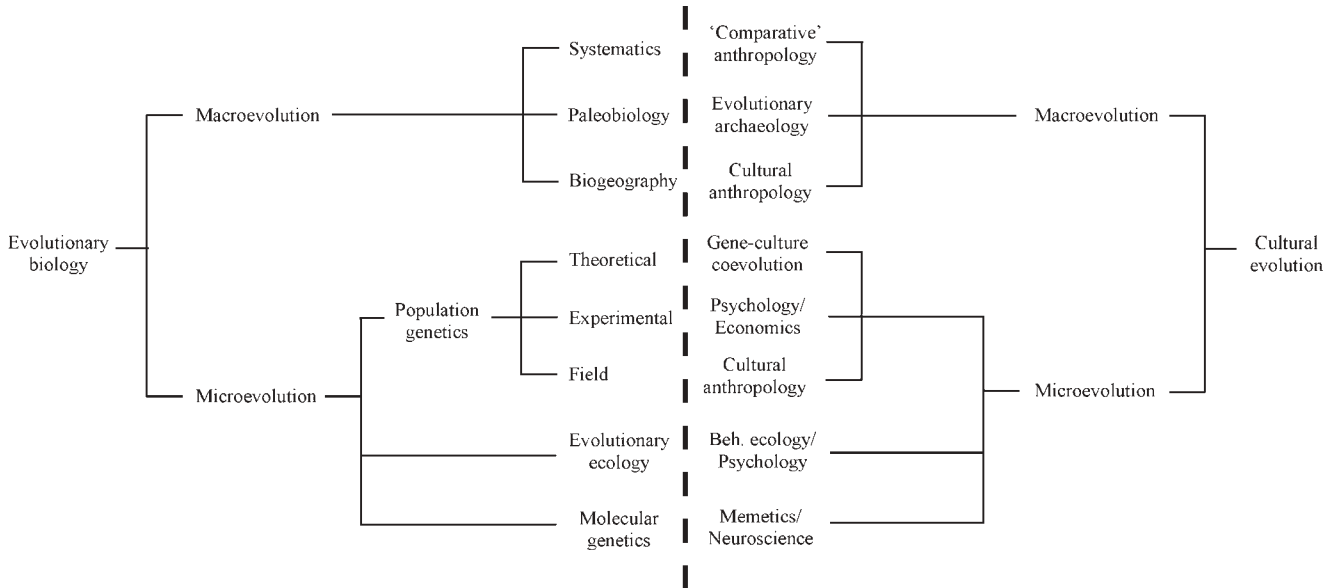 Evolutionary
biology
Macroevolution
Systematics
Paleobiology
Biogeography
Microevolution
Population
genetics
Theoretical
Experimental
Field
Evolutionary
ecology
Molecular
genetics
‘Comparative’
anthropology
Evolutionary
archaeology
Cultural
anthropology
Macroevolution
Gene-culture
coevolution
Psychology/
Economics
Cultural
anthropology
Beh. ecology/
Psychology
Memetics/
Neuroscience
Microevolution
Cultural
evolution